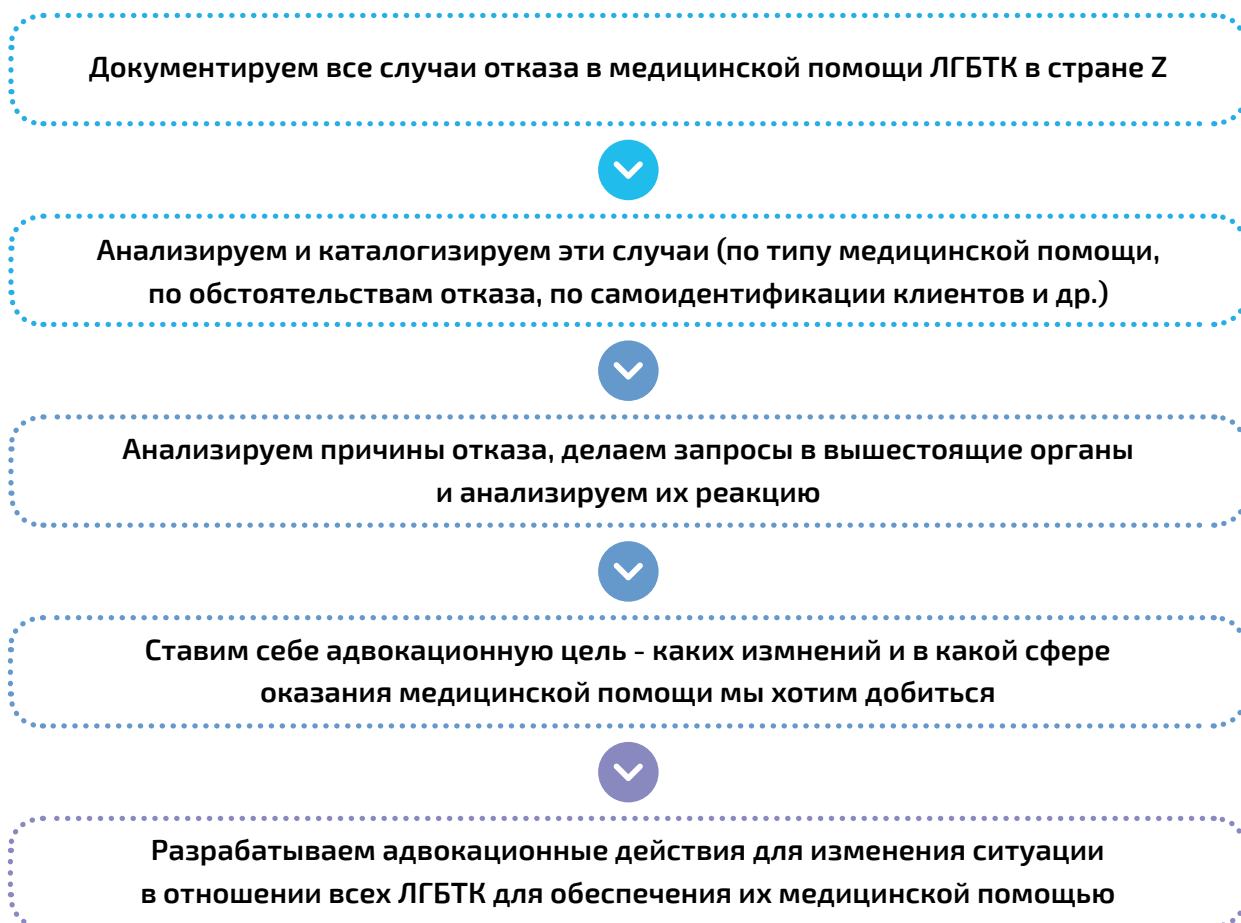 Документируем все случаи отказа в медицинской помощи ЛГБТК в стране Z
Анализируем и каталогизируем эти случаи (по типу медицинской помощи,
по обстоятельствам отказа, по самоидентификации клиентов и др.)
Анализируем причины отказа, делаем запросы в вышестоящие органы
и анализируем их реакцию
Ставим себе адвокационную цель - каких измнений и в какой сфере
оказания медицинской помощи мы хотим добиться
Разрабатываем адвокационные действия для изменения ситуации
в отношении всех ЛГБТК для обеспечения их медицинской помощью